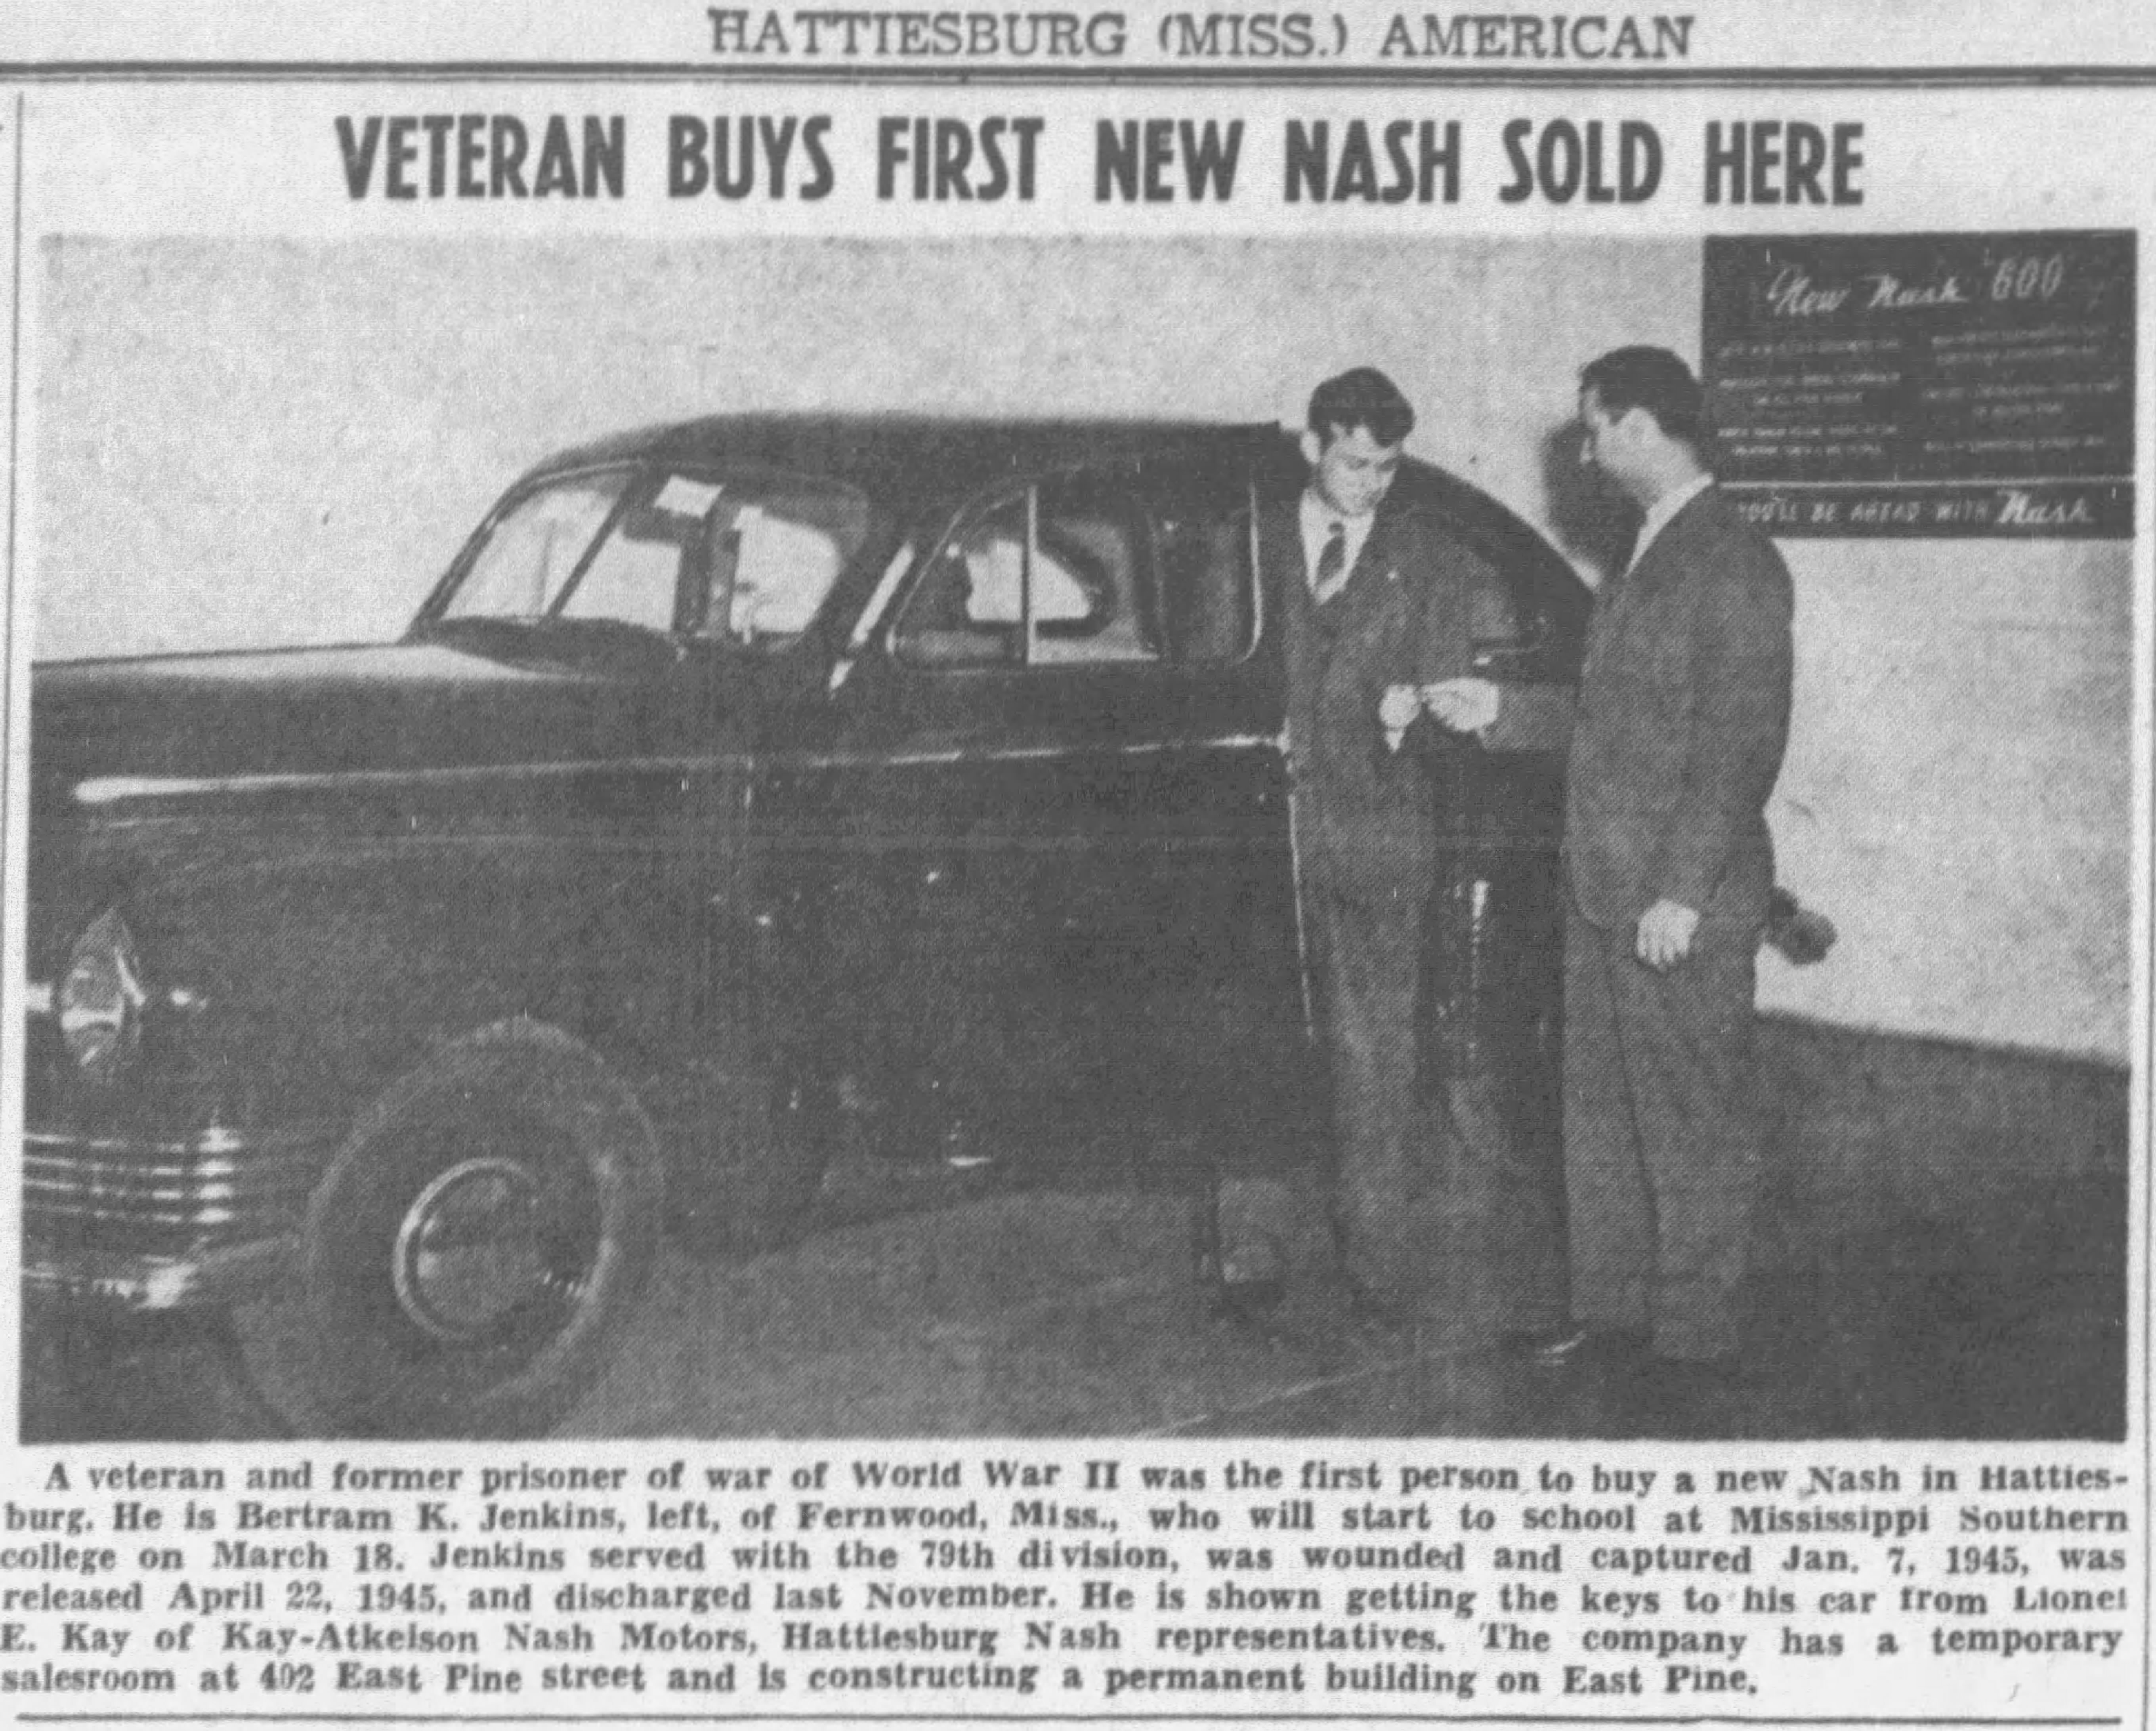 HATTIESBURG (MISS.) AMERICAN
VETERAN BUYS FIRST NEW NASH SOLD HERE
New Nash "600"
YOU'LL BE AHEAD WITH Nash
A veteran and former prisoner of war of World War II was the first person to buy a new Nash in Hatties-
burg. He is Bertram K. Jenkins, left, of Fernwood, Miss., who will start to school at Mississippi Southern
college on March 18. Jenkins served with the 79th division, was wounded and captured Jan. 7, 1945, was
released April 22, 1945, and discharged last November. He is shown getting the keys to his car from Lionel
E. Kay of Kay-Atkelson Nash Motors, Hattiesburg Nash representatives. The company has a temporary
salesroom at 402 East Pine street and is constructing a permanent building on East Pine.